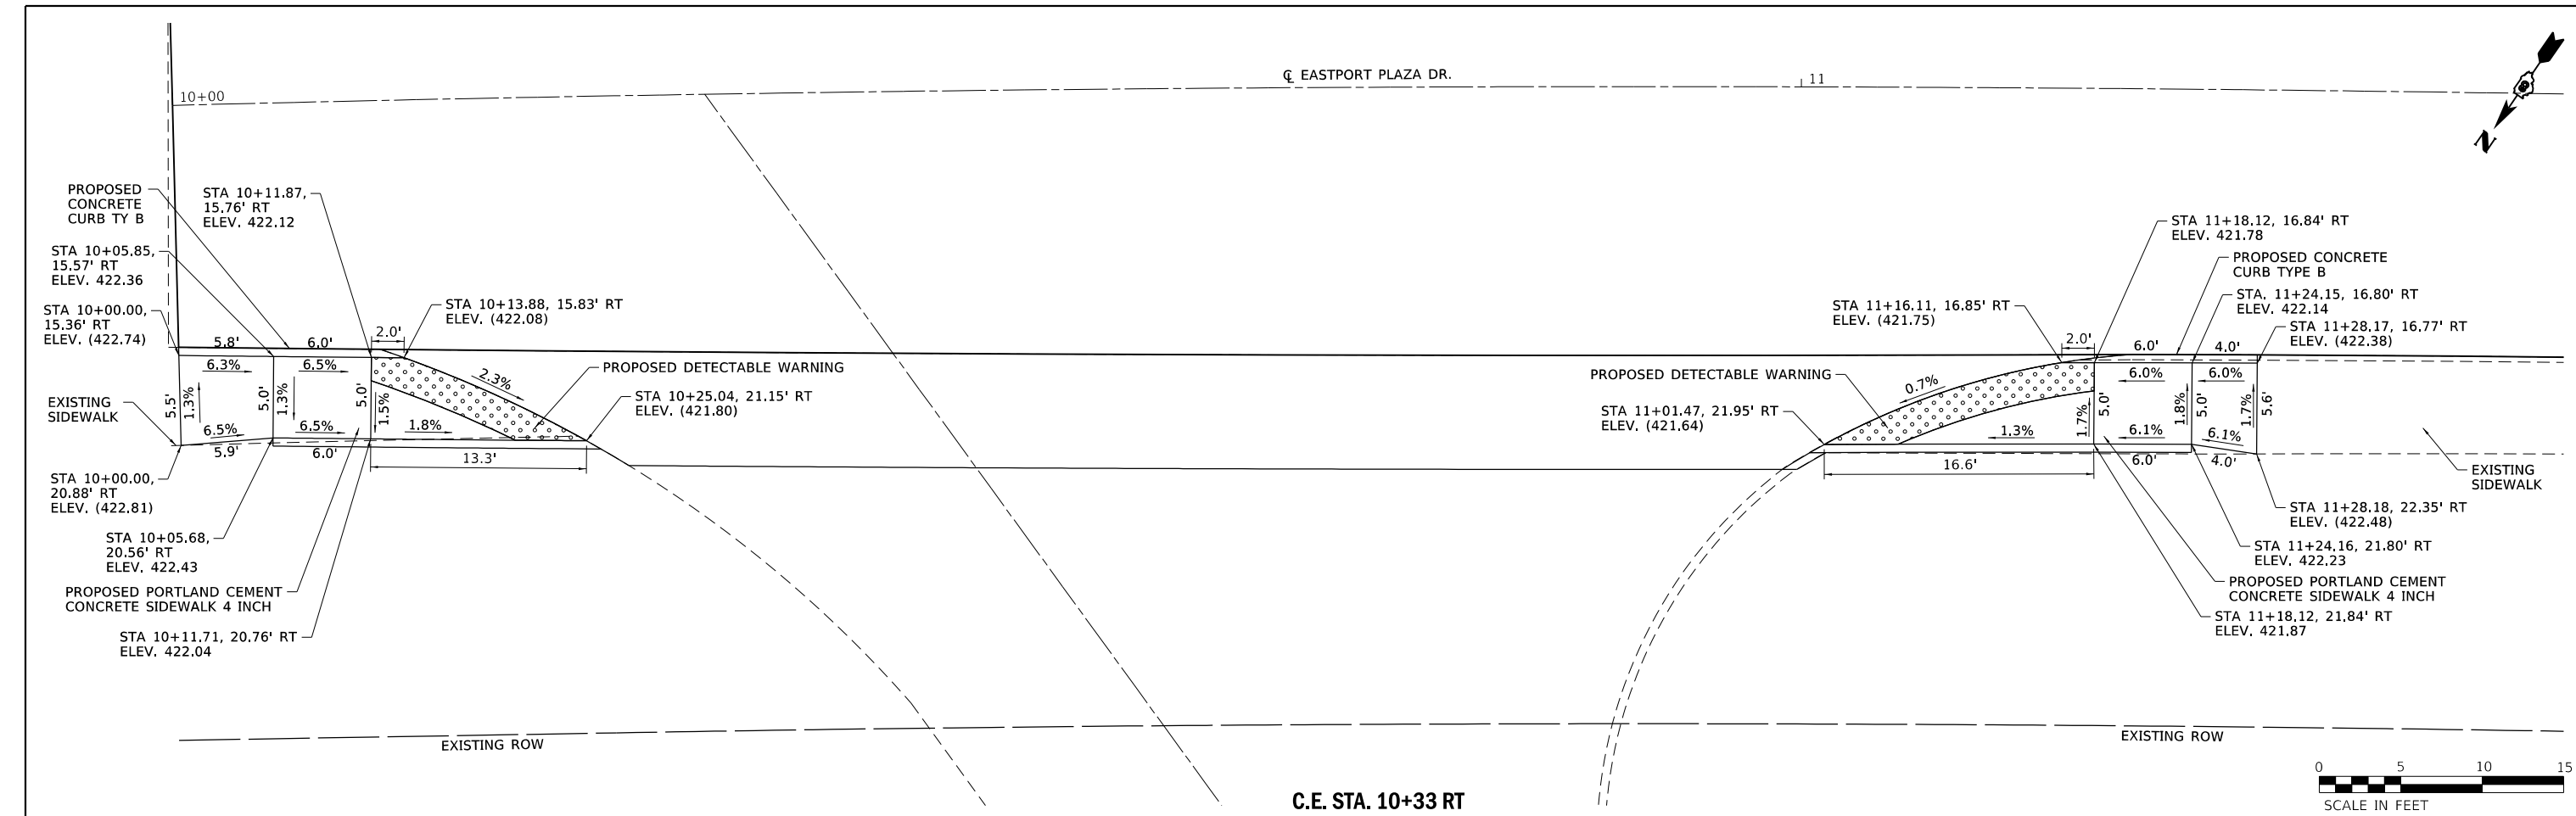 ℄ EASTPORT PLAZA DR.
10+00
11
N
PROPOSED
CONCRETE
CURB TY B
STA 10+11.87,
15.76' RT
ELEV. 422.12
STA 10+05.85,
15.57' RT
ELEV. 422.36
STA 10+00.00,
15.36' RT
ELEV. (422.74)
STA 10+13.88, 15.83' RT
ELEV. (422.08)
5.8'
6.0'
2.0'
6.3%
6.5%
2.3%
PROPOSED DETECTABLE WARNING
STA 10+25.04, 21.15' RT
ELEV. (421.80)
EXISTING
SIDEWALK
5.5'
1.3%
5.0'
1.3%
5.0'
1.5%
6.5%
6.5%
1.8%
5.9'
6.0'
13.3'
STA 10+00.00,
20.88' RT
ELEV. (422.81)
STA 10+05.68,
20.56' RT
ELEV. 422.43
PROPOSED PORTLAND CEMENT
CONCRETE SIDEWALK 4 INCH
STA 10+11.71, 20.76' RT
ELEV. 422.04
STA 11+18.12, 16.84' RT
ELEV. 421.78
PROPOSED CONCRETE
CURB TYPE B
STA. 11+24.15, 16.80' RT
ELEV. 422.14
STA 11+28.17, 16.77' RT
ELEV. (422.38)
STA 11+16.11, 16.85' RT
ELEV. (421.75)
2.0'
6.0'
4.0'
PROPOSED DETECTABLE WARNING
0.7%
6.0%
6.0%
STA 11+01.47, 21.95' RT
ELEV. (421.64)
1.7%
5.0'
1.8%
5.0'
1.7%
5.6'
1.3%
6.1%
6.1%
16.6'
6.0'
4.0'
EXISTING
SIDEWALK
STA 11+28.18, 22.35' RT
ELEV. (422.48)
STA 11+24.16, 21.80' RT
ELEV. 422.23
PROPOSED PORTLAND CEMENT
CONCRETE SIDEWALK 4 INCH
STA 11+18.12, 21.84' RT
ELEV. 421.87
EXISTING ROW
EXISTING ROW
C.E. STA. 10+33 RT
0 5 10 15
SCALE IN FEET